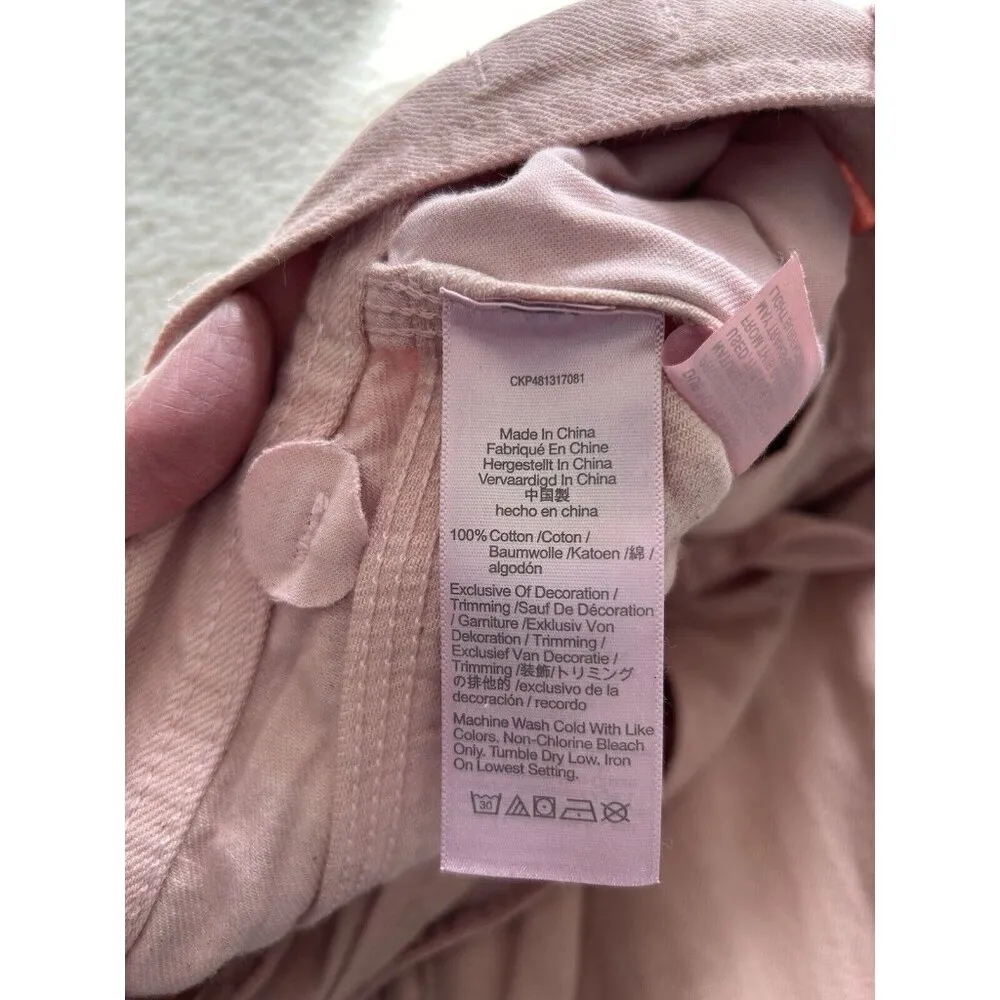 CKP481317081
Made In China
Fabriqué En Chine
Hergestellt In China
Vervaardigd In China
中国製
hecho en china
100% Cotton /Coton /
Baumwolle /Katoen /綿 /
algodón
Exclusive Of Decoration /
Trimming /Sauf De Décoration
/ Garniture /Exklusiv Von
Dekoration / Trimming /
Exclusief Van Decoratie /
Trimming /装飾/トリミング
の排他的 /exclusivo de la
decoración / recordo
Machine Wash Cold With Like
Colors. Non-Chlorine Bleach
Only. Tumble Dry Low. Iron
On Lowest Setting.
30